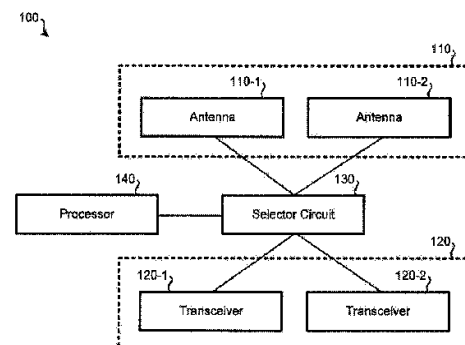 100
110
110-1
110-2
Antenna
Antenna
140
130
Processor
Selector Circuit
120
120-1
120-2
Transceiver
Transceiver